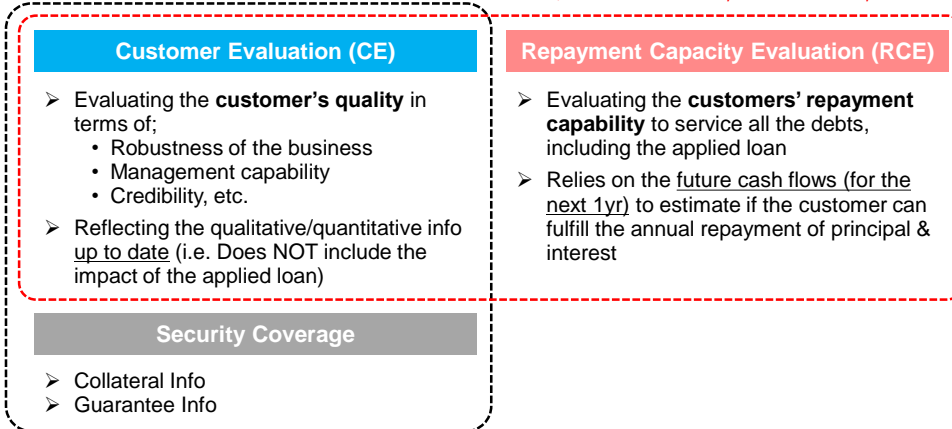 Customer Evaluation (CE)
➢ Evaluating the customer's quality in
terms of;
• Robustness of the business
• Management capability
• Credibility, etc.
➢ Reflecting the qualitative/quantitative info
up to date (i.e. Does NOT include the
impact of the applied loan)
Repayment Capacity Evaluation (RCE)
➢ Evaluating the customers' repayment
capability to service all the debts,
including the applied loan
➢ Relies on the future cash flows (for the
next 1yr) to estimate if the customer can
fulfill the annual repayment of principal &
interest
Security Coverage
➢ Collateral Info
➢ Guarantee Info